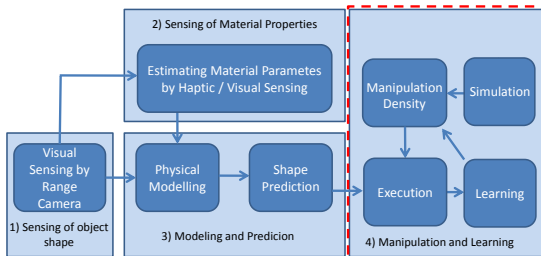 2) Sensing of Material Properties
Estimating Material Parametes
by Haptic / Visual Sensing
Visual
Sensing by
Range
Camera
1) Sensing of object
shape
Physical
Modelling
Shape
Prediction
3) Modeling and Predicion
Manipulation
Density
Simulation
Execution
Learning
4) Manipulation and Learning